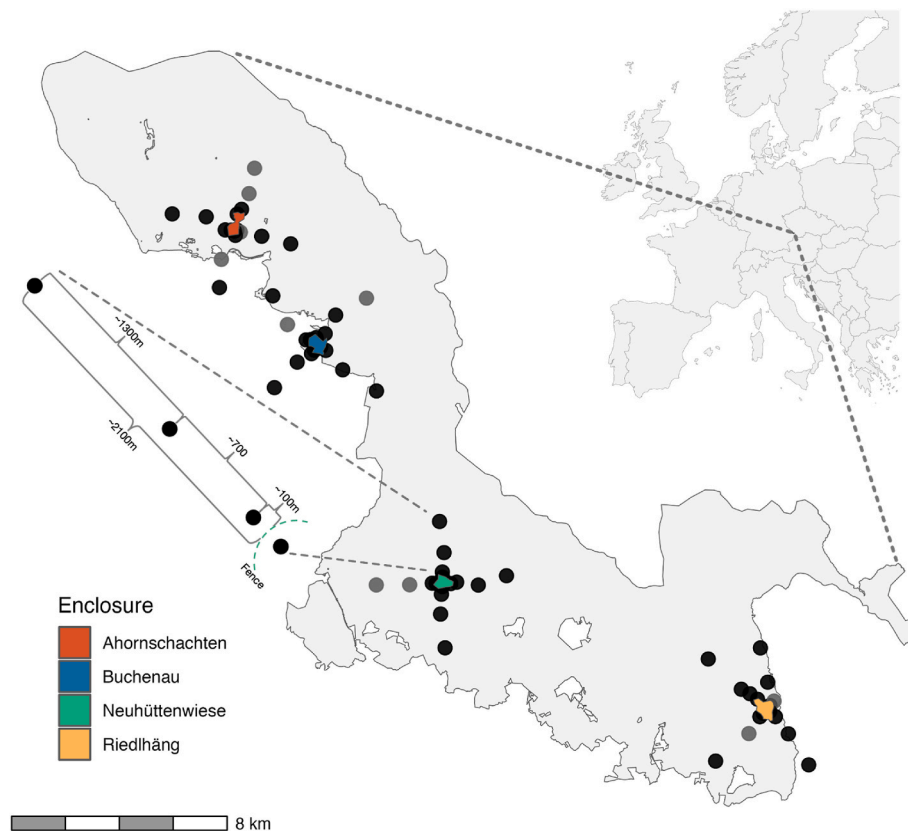 ~1300m
~2100m
~700
~100m
Fence
Enclosure
Ahornschachten
Buchenau
Neuhüttenwiese
Riedlhäng
8 km